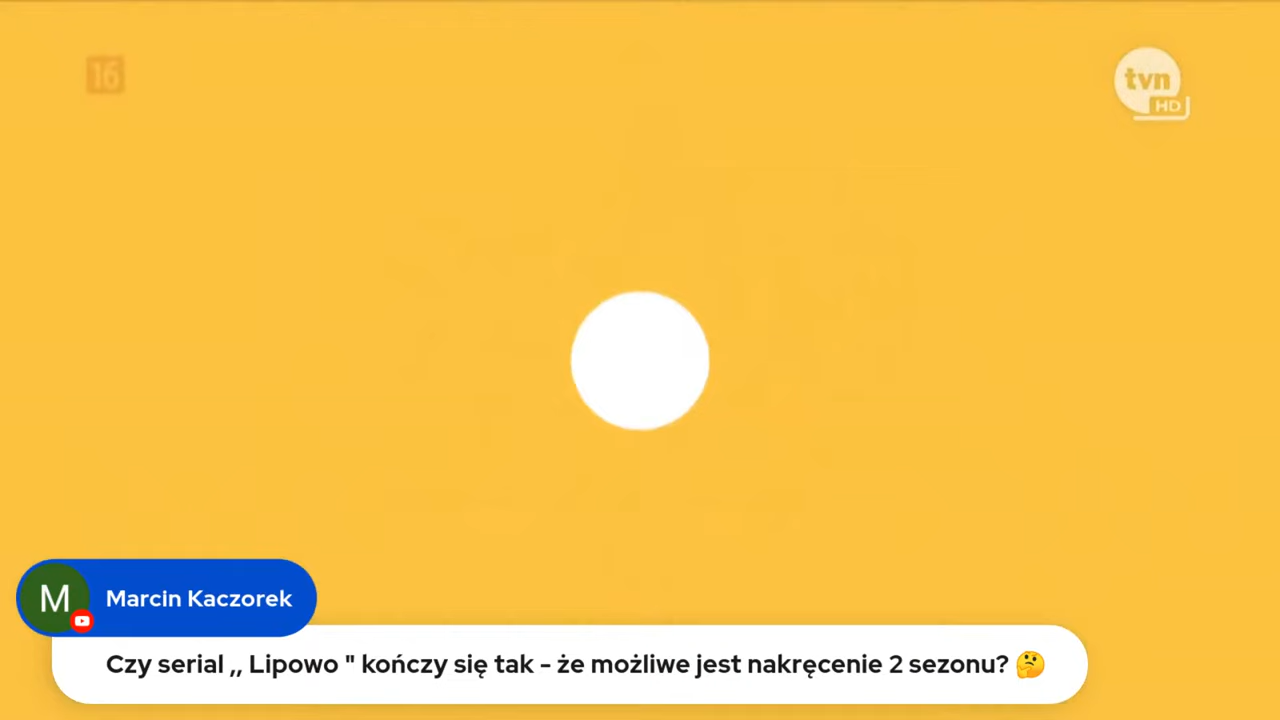 16
tvn
HD
M
Marcin Kaczorek
Czy serial ,, Lipowo " kończy się tak - że możliwe jest nakręcenie 2 sezonu? 🤔